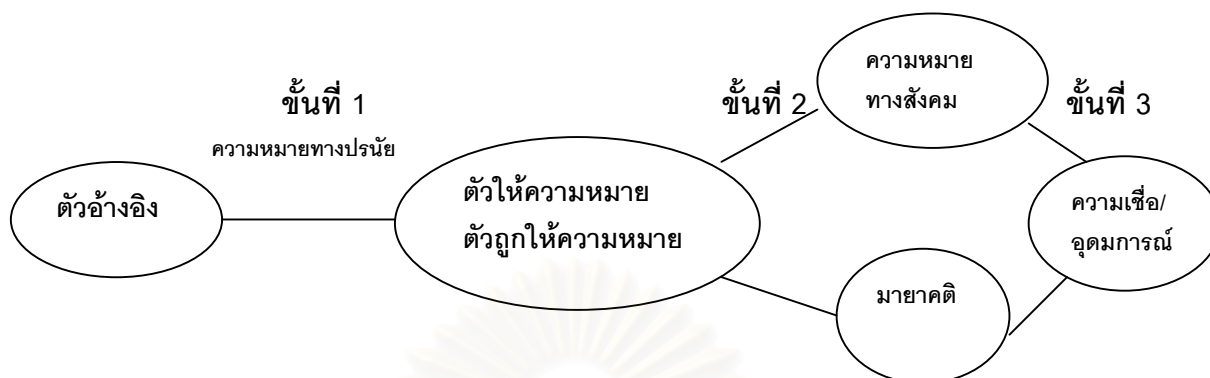 ขั้นที่ 1
ความหมายทางปรนัย
ตัวอ้างอิง
ตัวให้ความหมาย
ตัวถูกให้ความหมาย
ขั้นที่ 2
ความหมาย
ทางสังคม
ขั้นที่ 3
ความเชื่อ/
อุดมการณ์
มายาคติ